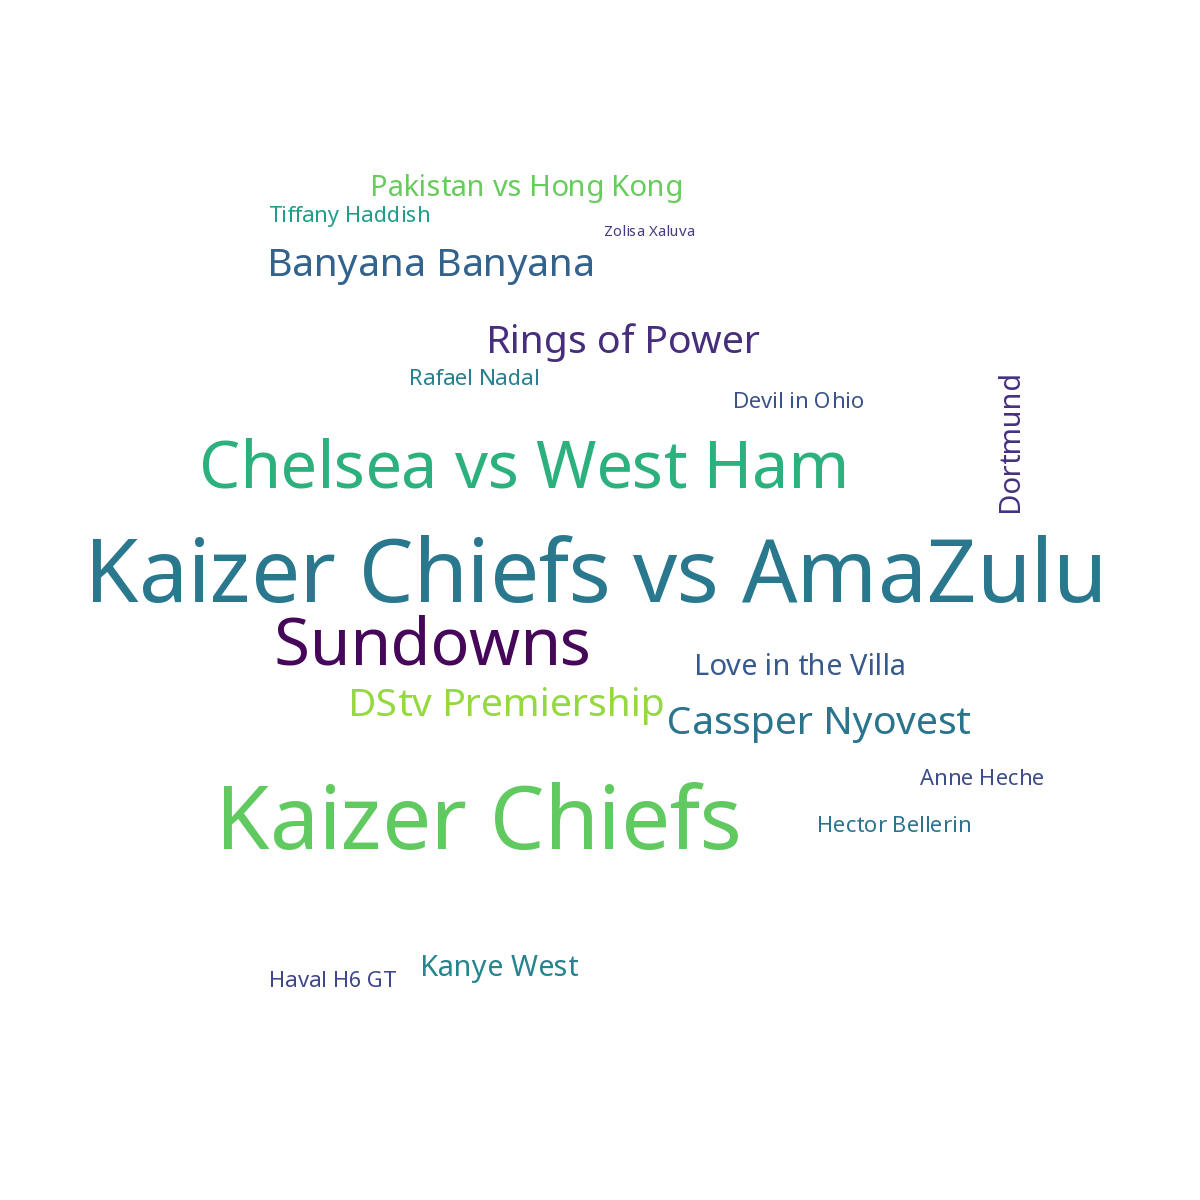 Pakistan vs Hong Kong
Tiffany Haddish
Zolisa Xaluva
Banyana Banyana
Rings of Power
Rafael Nadal
Devil in Ohio
Dortmund
Chelsea vs West Ham
Kaizer Chiefs vs AmaZulu
Sundowns
Love in the Villa
DStv Premiership
Cassper Nyovest
Anne Heche
Kaizer Chiefs
Hector Bellerin
Kanye West
Haval H6 GT